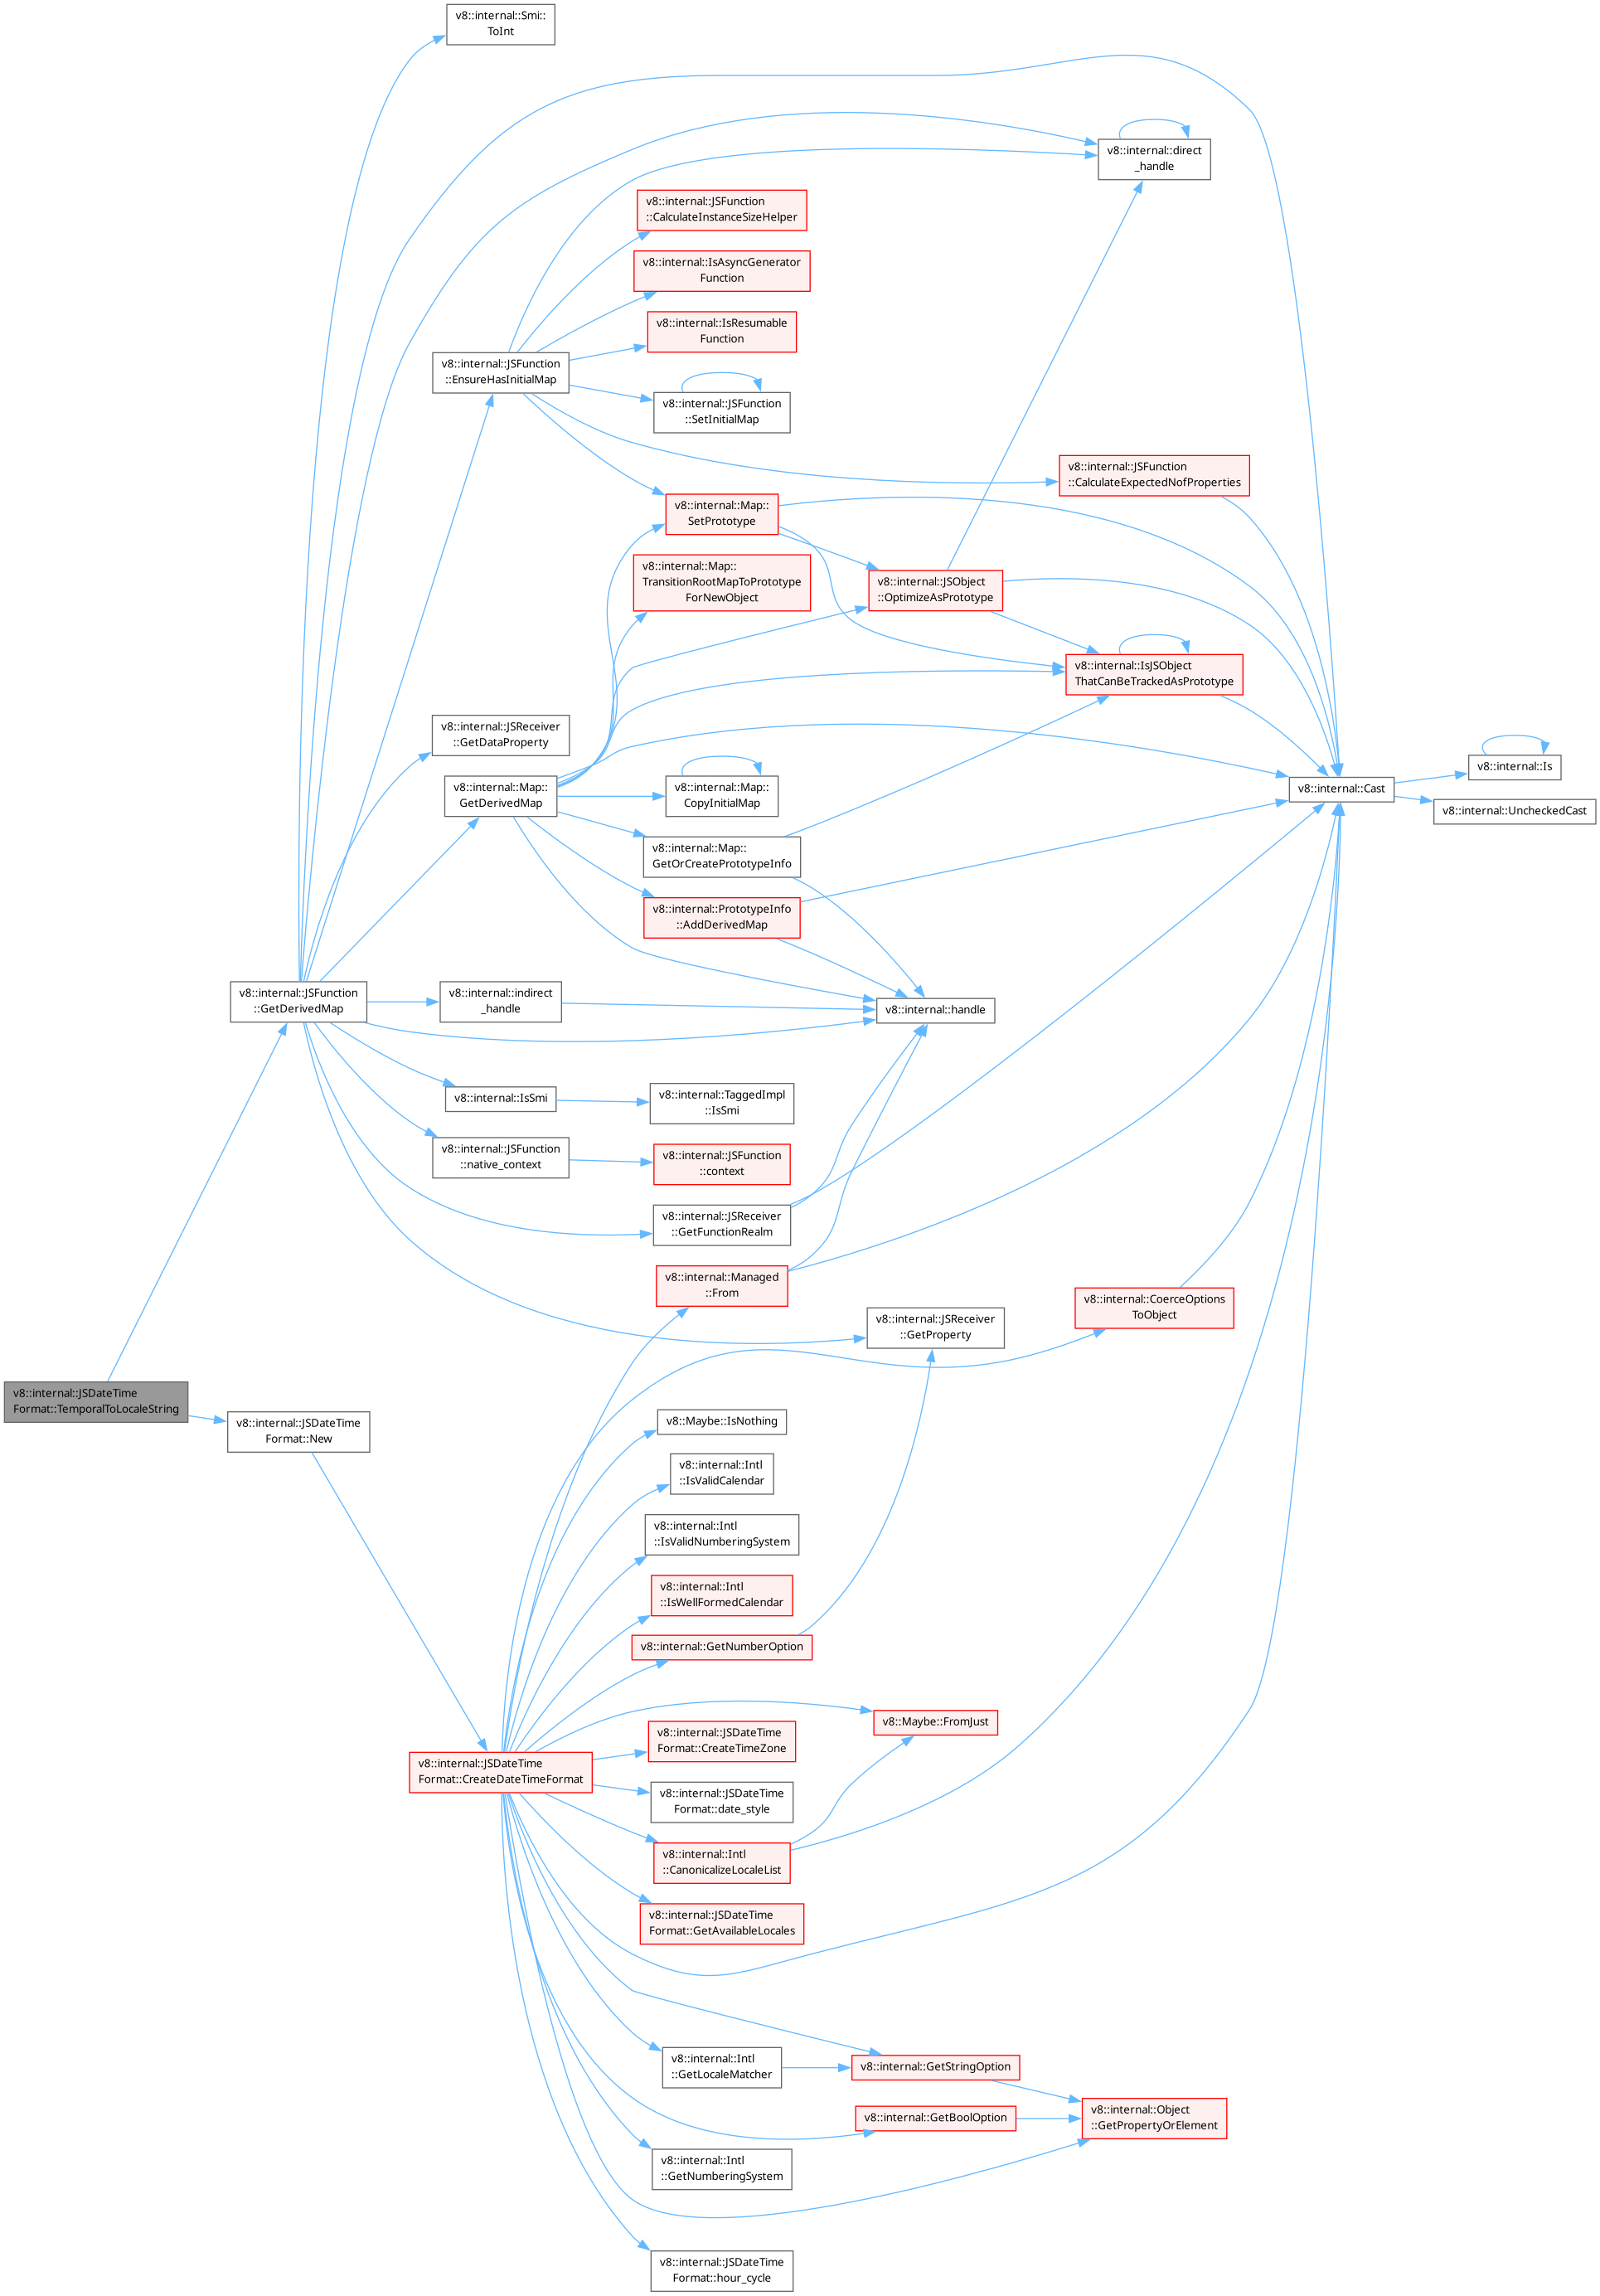 v8::internal::Smi::
ToInt
v8::internal::direct
_handle
v8::internal::JSFunction
::CalculateInstanceSizeHelper
v8::internal::IsAsyncGenerator
Function
v8::internal::IsResumable
Function
v8::internal::JSFunction
::EnsureHasInitialMap
v8::internal::JSFunction
::SetInitialMap
v8::internal::JSFunction
::CalculateExpectedNofProperties
v8::internal::Map::
SetPrototype
v8::internal::Map::
TransitionRootMapToPrototype
ForNewObject
v8::internal::JSObject
::OptimizeAsPrototype
v8::internal::IsJSObject
ThatCanBeTrackedAsPrototype
v8::internal::JSReceiver
::GetDataProperty
v8::internal::Map::
GetDerivedMap
v8::internal::Map::
CopyInitialMap
v8::internal::Is
v8::internal::Cast
v8::internal::UncheckedCast
v8::internal::Map::
GetOrCreatePrototypeInfo
v8::internal::PrototypeInfo
::AddDerivedMap
v8::internal::JSFunction
::GetDerivedMap
v8::internal::indirect
_handle
v8::internal::handle
v8::internal::IsSmi
v8::internal::TaggedImpl
::IsSmi
v8::internal::JSFunction
::native_context
v8::internal::JSFunction
::context
v8::internal::JSReceiver
::GetFunctionRealm
v8::internal::Managed
::From
v8::internal::CoerceOptions
ToObject
v8::internal::JSReceiver
::GetProperty
v8::internal::JSDateTime
Format::TemporalToLocaleString
v8::internal::JSDateTime
Format::New
v8::Maybe::IsNothing
v8::internal::Intl
::IsValidCalendar
v8::internal::Intl
::IsValidNumberingSystem
v8::internal::Intl
::IsWellFormedCalendar
v8::internal::GetNumberOption
v8::Maybe::FromJust
v8::internal::JSDateTime
Format::CreateTimeZone
v8::internal::JSDateTime
Format::CreateDateTimeFormat
v8::internal::JSDateTime
Format::date_style
v8::internal::Intl
::CanonicalizeLocaleList
v8::internal::JSDateTime
Format::GetAvailableLocales
v8::internal::Intl
::GetLocaleMatcher
v8::internal::GetStringOption
v8::internal::GetBoolOption
v8::internal::Object
::GetPropertyOrElement
v8::internal::Intl
::GetNumberingSystem
v8::internal::JSDateTime
Format::hour_cycle